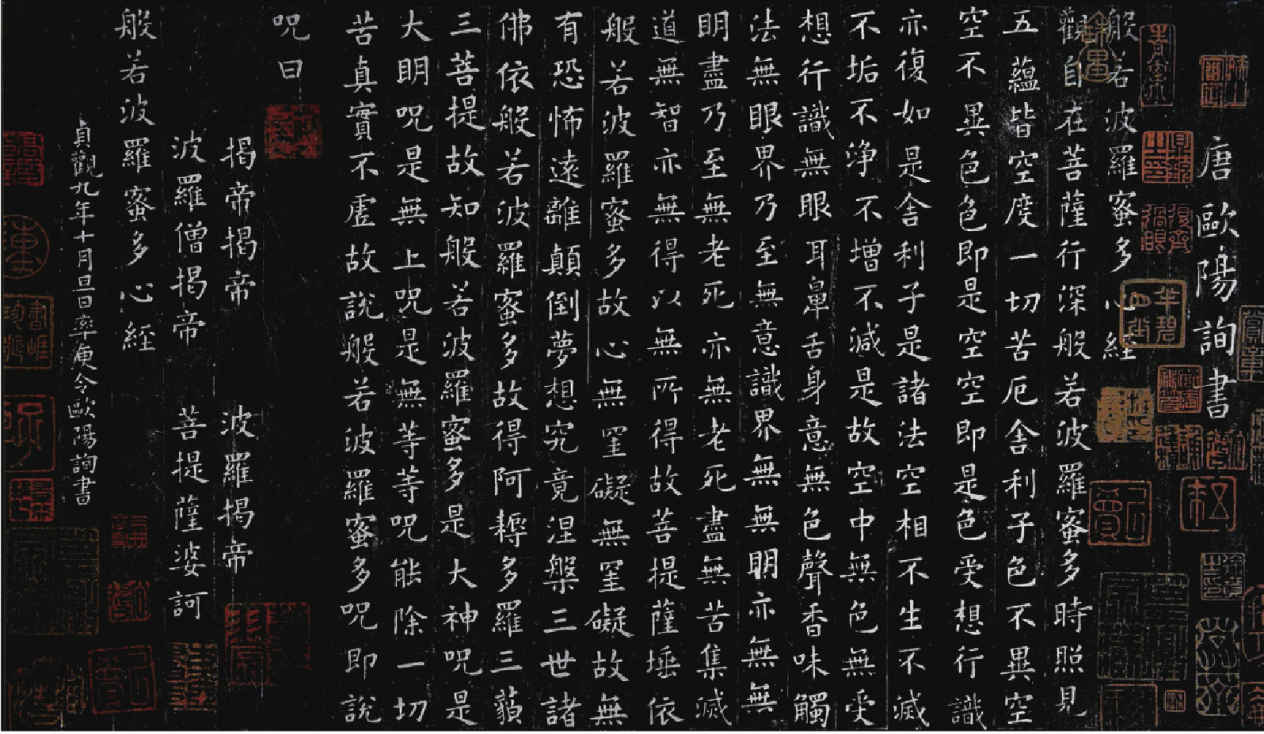 唐歐陽詢書
般若波羅蜜多心経
觀自在菩薩行深般若波羅蜜多時照見
五蘊皆空度一切苦厄舍利子色不異空
空不異色色即是空空即是色受想行識
亦復如是舍利子是諸法空相不生不滅
不垢不淨不增不減是故空中無色無受
想行識無眼耳鼻舌身意無色聲香味觸
法無眼界乃至無意識界無無明亦無無
明盡乃至無老死亦無老死盡無苦集滅
道無智亦無得以無所得故菩提薩埵依
般若波羅蜜多故心無罣礙無罣礙故無
有恐怖遠離顛倒夢想究竟涅槃三世諸
佛依般若波羅蜜多故得阿耨多羅三藐
三菩提故知般若波羅蜜多是大神咒是
大明咒是無上咒是無等等咒能除一切
苦真實不虛故說般若波羅蜜多咒即說
咒曰
揭帝揭帝 波羅揭帝
波羅僧揭帝 菩提薩婆訶
般若波羅蜜多心経
貞觀九年十月旦日率更令歐陽詢書